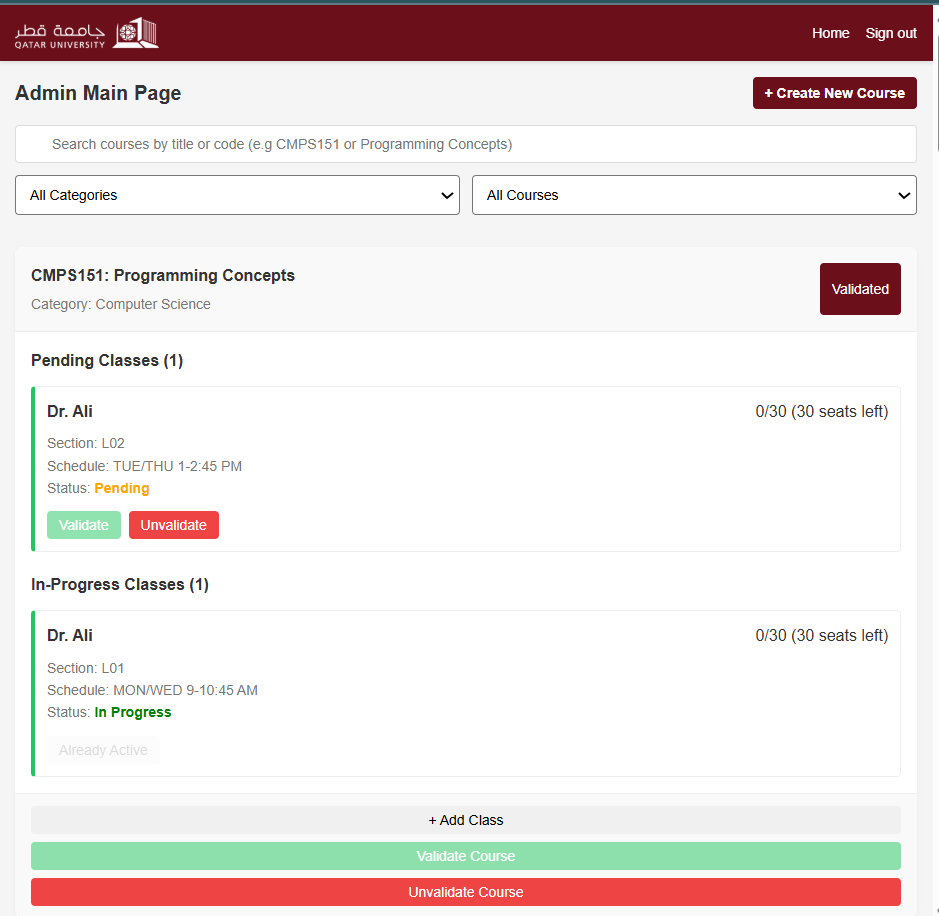 جامعة قطر
QATAR UNIVERSITY
Home
Sign out
Admin Main Page
+ Create New Course
Search courses by title or code (e.g CMPS151 or Programming Concepts)
All Categories
All Courses
CMPS151: Programming Concepts
Category: Computer Science
Validated
Pending Classes (1)
Dr. Ali
0/30 (30 seats left)
Section: L02
Schedule: TUE/THU 1-2:45 PM
Status: Pending
Validate
Unvalidate
In-Progress Classes (1)
Dr. Ali
0/30 (30 seats left)
Section: L01
Schedule: MON/WED 9-10:45 AM
Status: In Progress
Already Active
+ Add Class
Validate Course
Unvalidate Course